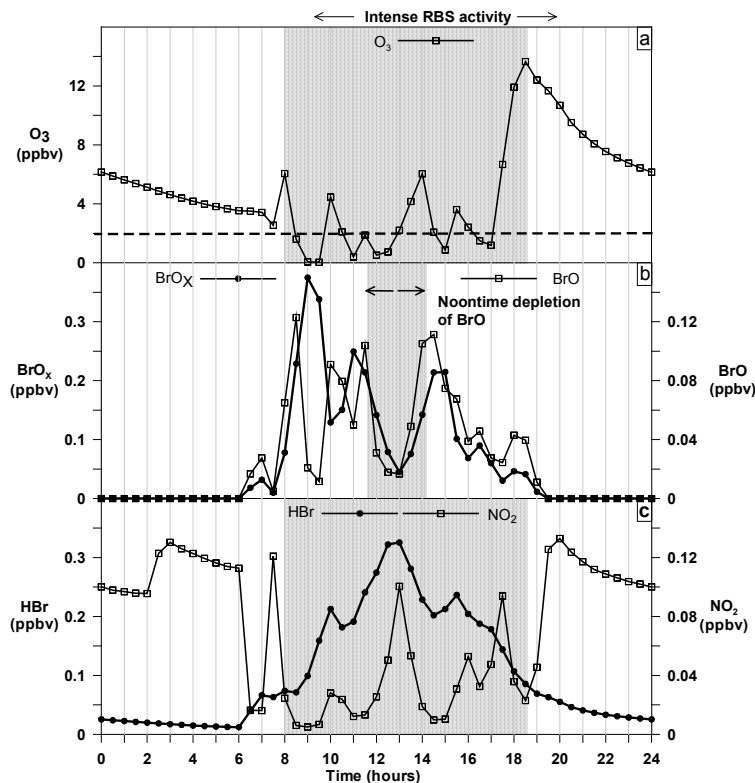 Intense RBS activity
a
O3
12
8
4
0
O3
(ppbv)
b
BrOX
BrO
Noontime depletion
of BrO
0.3
0.2
0.1
0
BrOx
(ppbv)
0.12
0.08
0.04
0
BrO
(ppbv)
c
HBr
NO2
0.3
0.2
0.1
0
HBr
(ppbv)
0.12
0.08
0.04
0
NO2
(ppbv)
0 2 4 6 8 10 12 14 16 18 20 22 24
Time (hours)